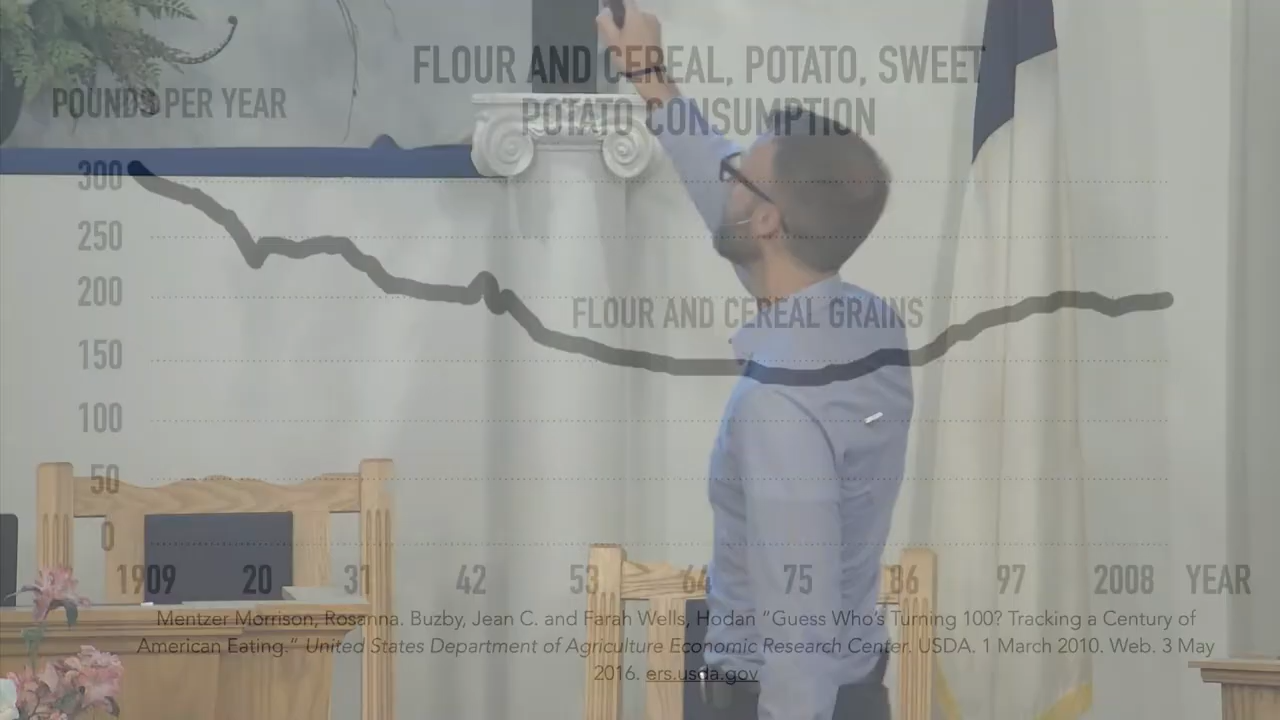 FLOUR AND CEREAL, POTATO, SWEET
POTATO CONSUMPTION
POUNDS PER YEAR
300
250
200
FLOUR AND CEREAL GRAINS
150
100
50
0
1909 20 31 42 53 64 75 86 97 2008 YEAR
Mentzer Morrison, Rosanna. Buzby, Jean C. and Farah Wells, Hodan “Guess Who’s Turning 100? Tracking a Century of
American Eating.” United States Department of Agriculture Economic Research Center. USDA. 1 March 2010. Web. 3 May
2016. ers.usda.gov